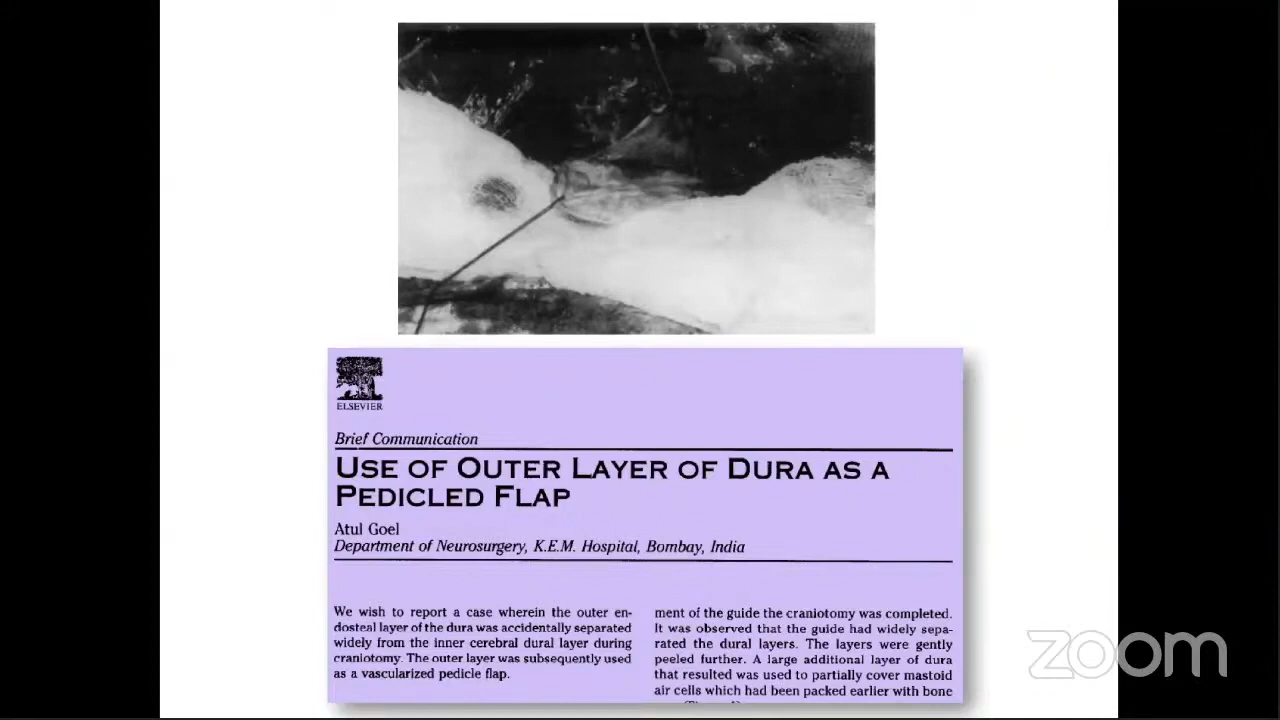 ELSEVIER
Brief Communication
USE OF OUTER LAYER OF DURA AS A
PEDICLED FLAP
Atul Goel
Department of Neurosurgery, K.E.M. Hospital, Bombay, India
We wish to report a case wherein the outer en-
dosteal layer of the dura was accidentally separated
widely from the inner cerebral dural layer during
craniotomy. The outer layer was subsequently used
as a vascularized pedicle flap.
ment of the guide the craniotomy was completed.
It was observed that the guide had widely sepa-
rated the dural layers. The layers were gently
peeled further. A large additional layer of dura
that resulted was used to partially cover mastoid
air cells which had been packed earlier with bone
zoom